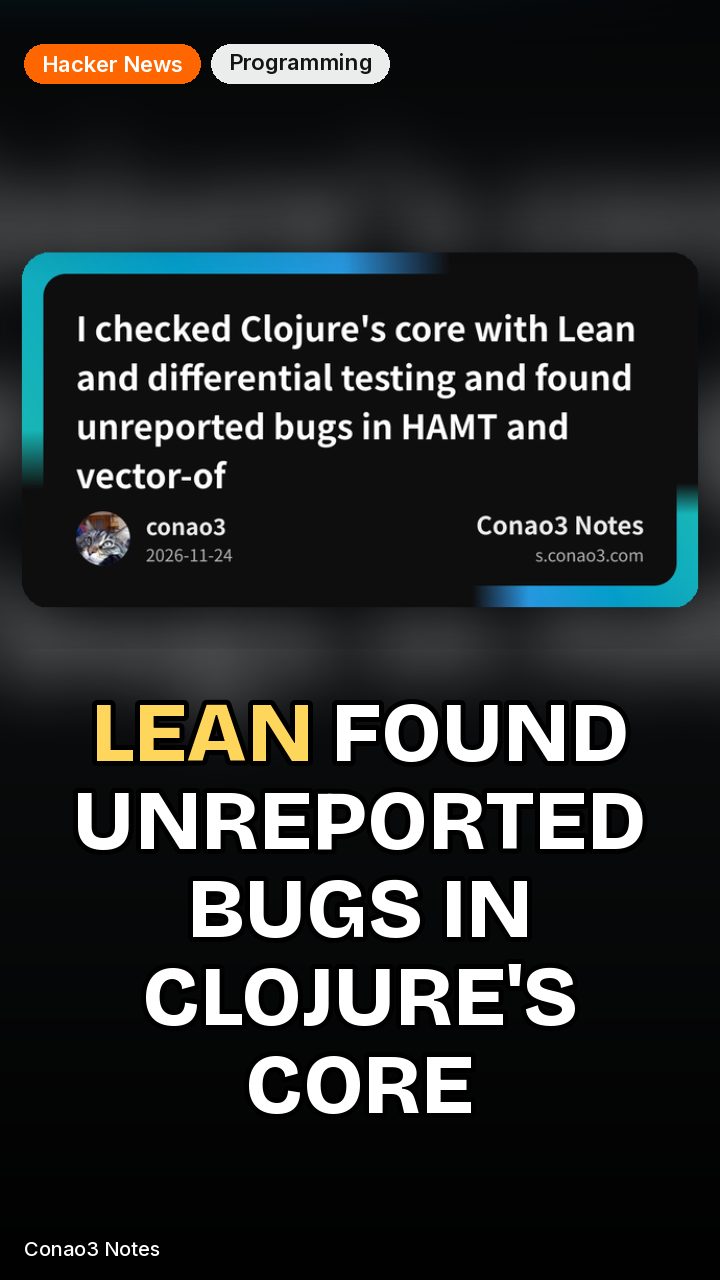 Hacker News
Programming
I checked Clojure's core with Lean
and differential testing and found
unreported bugs in HAMT and
vector-of
conao3
2026-11-24
Conao3 Notes
s.conao3.com
LEAN FOUND
UNREPORTED
BUGS IN
CLOJURE'S
CORE
Conao3 Notes